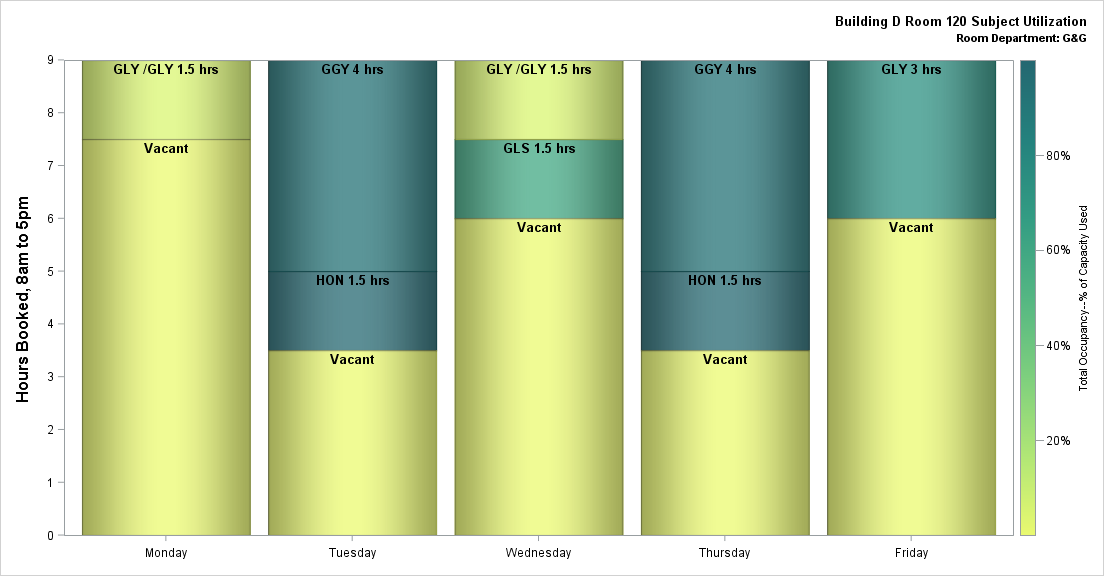 Building D Room 120 Subject Utilization
Room Department: G&G
Hours Booked, 8am to 5pm
9
8
7
6
5
4
3
2
1
0
GLY /GLY 1.5 hrs
Vacant
GGY 4 hrs
HON 1.5 hrs
Vacant
GLY /GLY 1.5 hrs
GLS 1.5 hrs
Vacant
GGY 4 hrs
HON 1.5 hrs
Vacant
GLY 3 hrs
Vacant
Monday
Tuesday
Wednesday
Thursday
Friday
80%
60%
40%
20%
Total Occupancy--% of Capacity Used